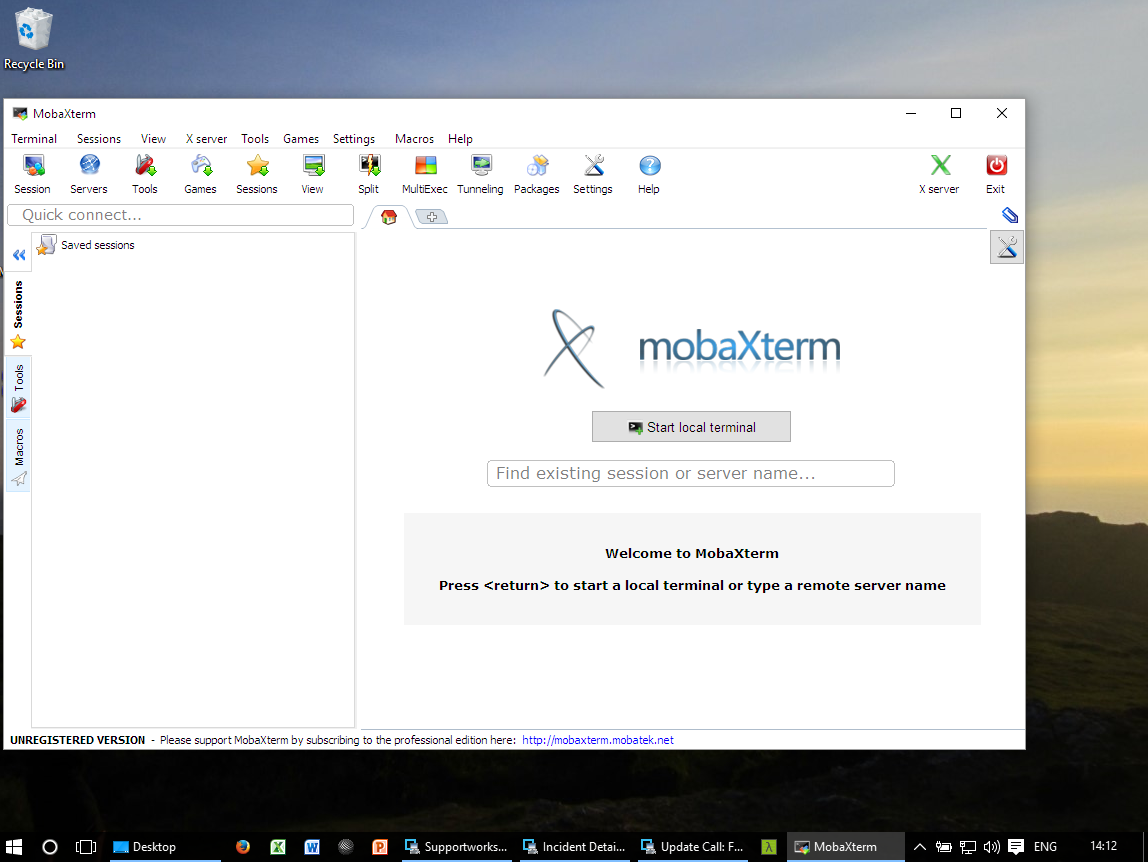 Recycle Bin
MobaXterm
Terminal Sessions View X server Tools Games Settings Macros Help
Session Servers Tools Games Sessions View Split MultiExec Tunneling Packages Settings Help X server Exit
Quick connect...
Saved sessions
Sessions
Tools
Macros
mobaXterm
Start local terminal
Find existing session or server name...
Welcome to MobaXterm
Press <return> to start a local terminal or type a remote server name
UNREGISTERED VERSION - Please support MobaXterm by subscribing to the professional edition here: http://mobaxterm.mobatek.net
Desktop Supportworks... Incident Detai... Update Call: F... MobaXterm ENG 14:12